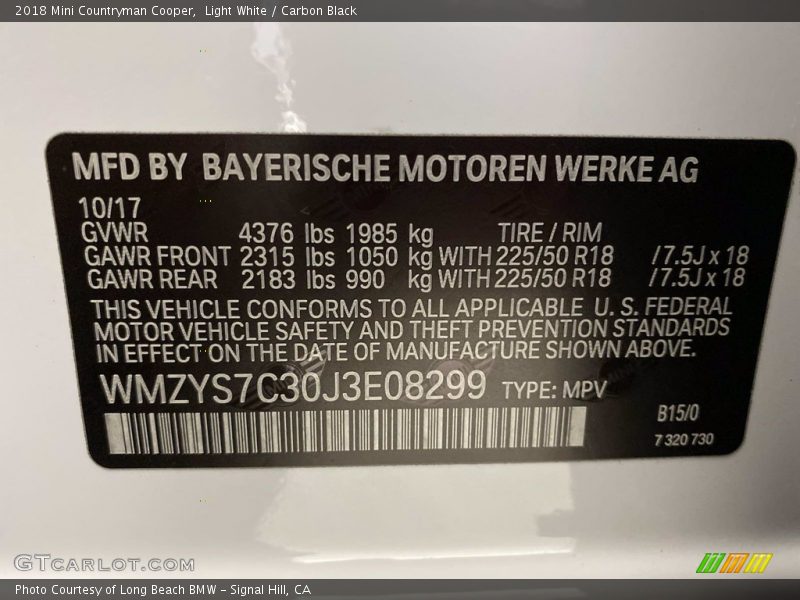 2018 Mini Countryman Cooper,  Light White / Carbon Black
MFD BY BAYERISCHE MOTOREN WERKE AG
10/17
GVWR 4376 lbs 1985 kg TIRE / RIM
GAWR FRONT 2315 lbs 1050 kg WITH 225/50 R18 /7.5J x 18
GAWR REAR 2183 lbs 990 kg WITH 225/50 R18 /7.5J x 18
THIS VEHICLE CONFORMS TO ALL APPLICABLE U. S. FEDERAL
MOTOR VEHICLE SAFETY AND THEFT PREVENTION STANDARDS
IN EFFECT ON THE DATE OF MANUFACTURE SHOWN ABOVE.
WMZYS7C30J3E08299 TYPE: MPV
B15/0
7 320 730
GTcarlot.com
Photo Courtesy of Long Beach BMW - Signal Hill, CA